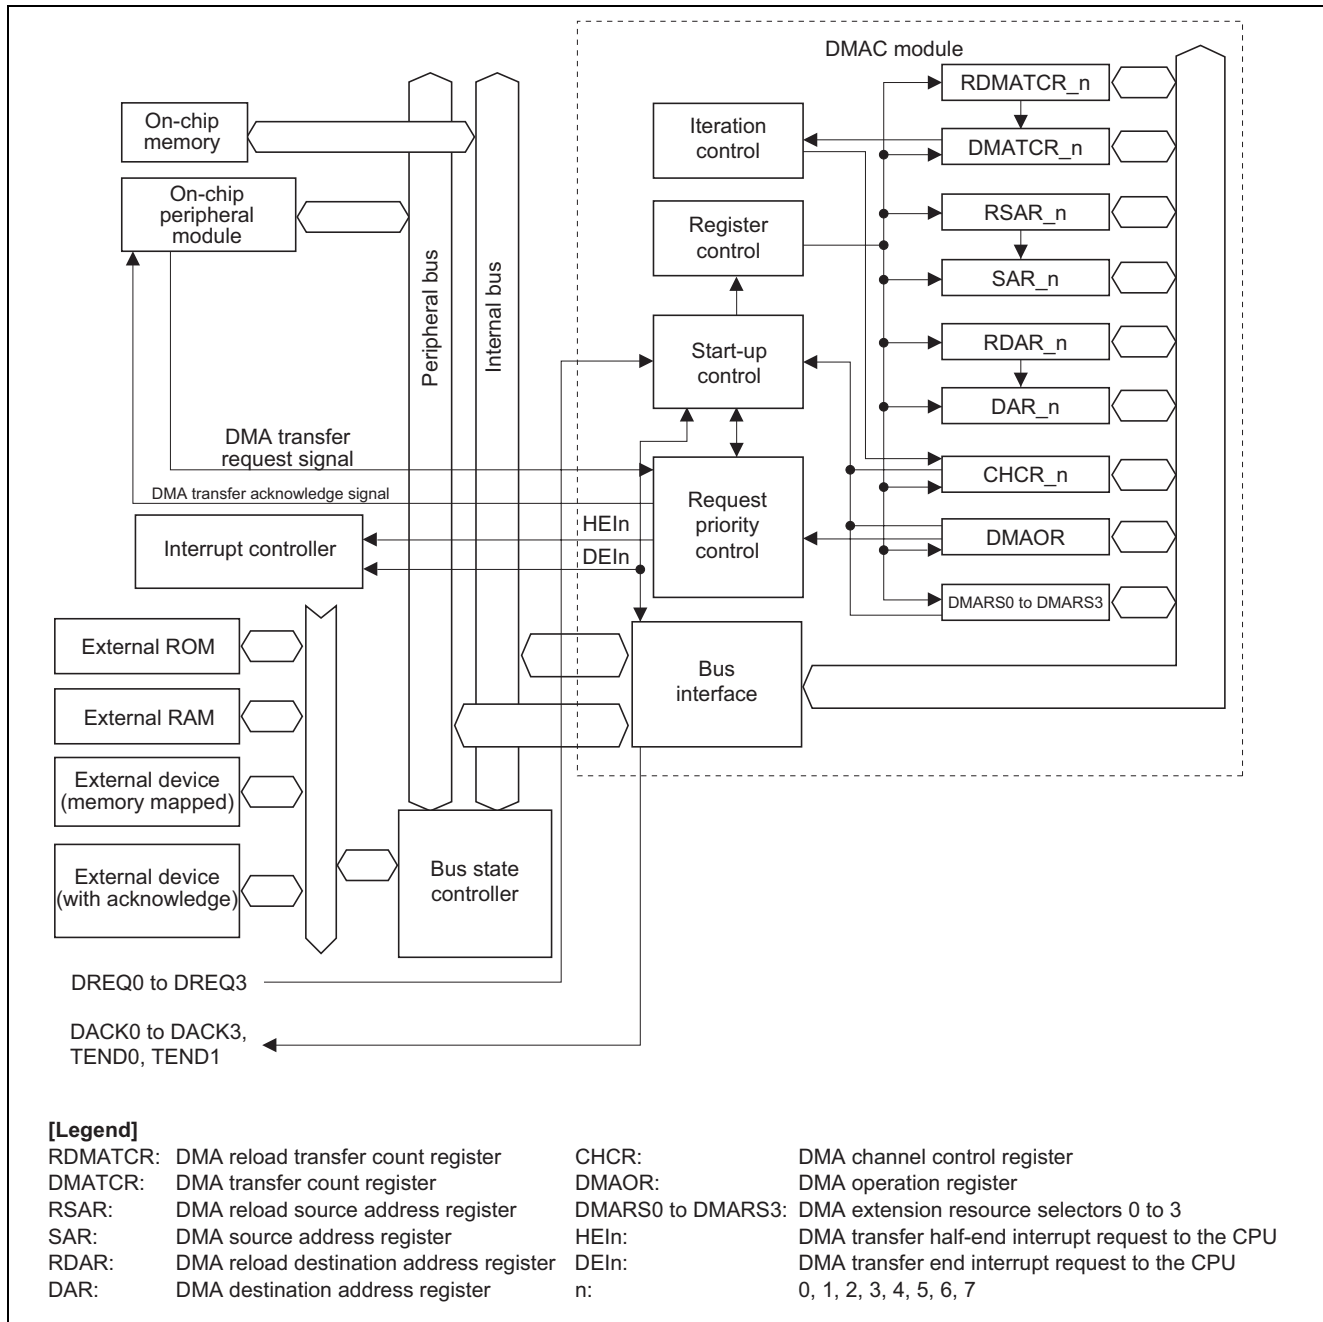 DMAC module
RDMATCR_n
On-chip
memory
Iteration
control
DMATCR_n
On-chip
peripheral
module
RSAR_n
Register
control
SAR_n
Peripheral bus
Internal bus
Start-up
control
RDAR_n
DAR_n
DMA transfer
request signal
CHCR_n
DMA transfer acknowledge signal
Request
priority
control
HEIn
DMAOR
Interrupt controller
DEIn
DMARS0 to DMARS3
External ROM
Bus
interface
External RAM
External device
(memory mapped)
Bus state
controller
External device
(with acknowledge)
DREQ0 to DREQ3
DACK0 to DACK3,
TEND0, TEND1
[Legend]
RDMATCR: DMA reload transfer count register
DMATCR: DMA transfer count register
RSAR: DMA reload source address register
SAR: DMA source address register
RDAR: DMA reload destination address register
DAR: DMA destination address register
CHCR: DMA channel control register
DMAOR: DMA operation register
DMARS0 to DMARS3: DMA extension resource selectors 0 to 3
HEIn: DMA transfer half-end interrupt request to the CPU
DEIn: DMA transfer end interrupt request to the CPU
n: 0, 1, 2, 3, 4, 5, 6, 7